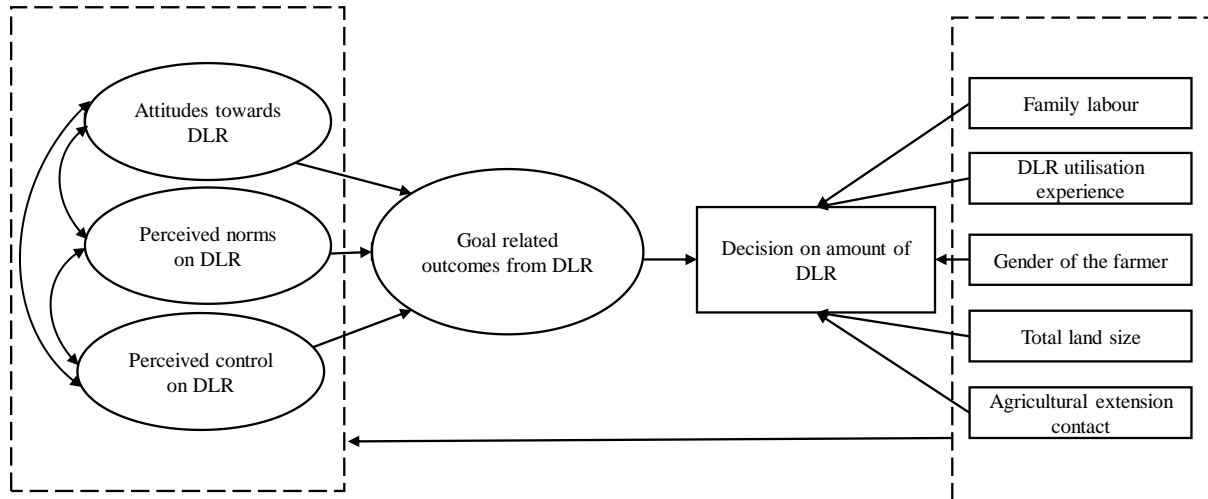 Attitudes towards
DLR
Perceived norms
on DLR
Perceived control
on DLR
Goal related
outcomes from DLR
Decision on amount of
DLR
Family labour
DLR utilisation
experience
Gender of the farmer
Total land size
Agricultural extension
contact